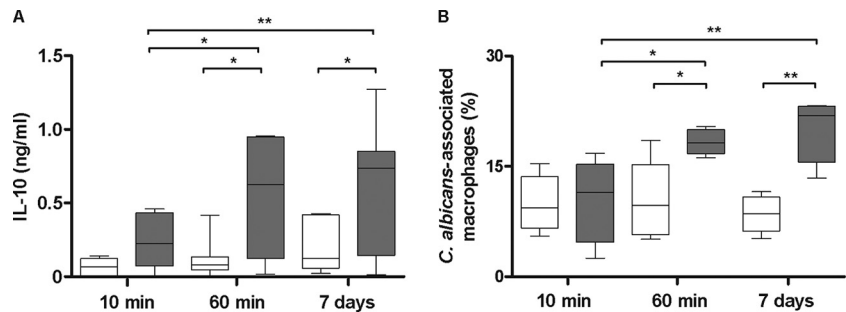 A
**
*
*
*
1.5
1.0
0.5
0
IL-10 (ng/ml)
10 min
60 min
7 days
B
**
*
*
**
30
15
0
C. albicans-associated
macrophages (%)
10 min
60 min
7 days